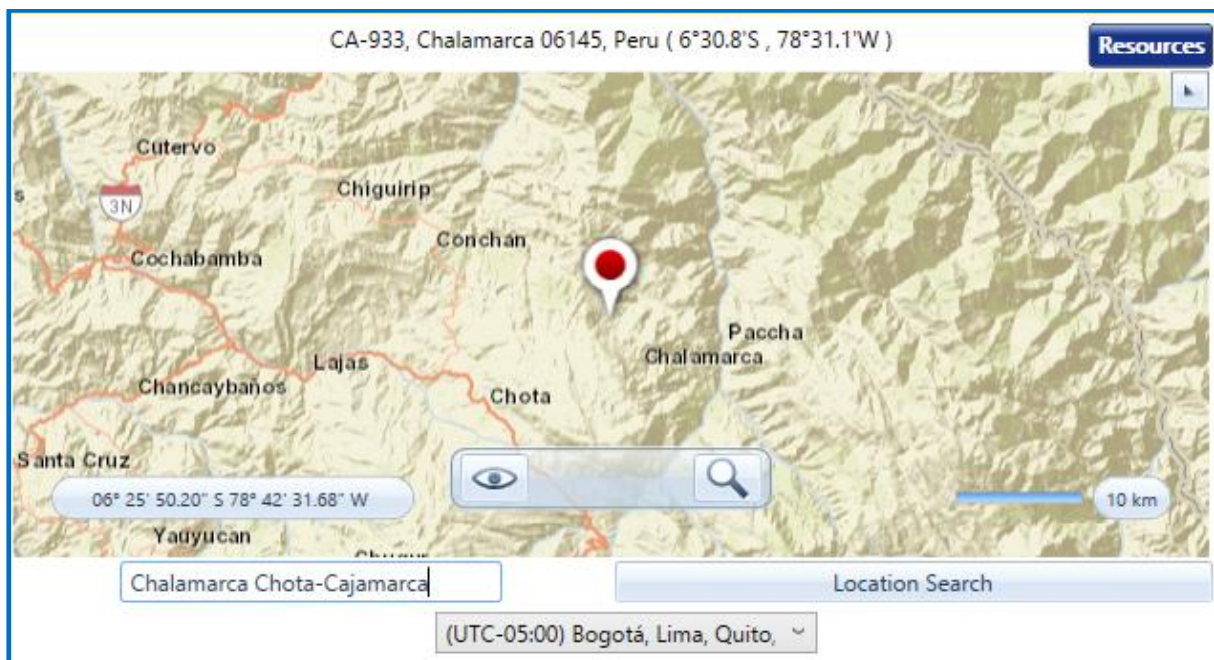 CA-933, Chalamarca 06145, Peru ( 6°30.8'S , 78°31.1'W )
Resources
Cutervo
3N
s
Chiguirip
Conchan
Cochabamba
Paccha
Chalamarca
Lajas
Chancaybaños
Chota
Santa Cruz
06° 25' 50.20" S 78° 42' 31.68" W
10 km
Yauyucan
Chugur
Chalamarca Chota-Cajamarca
Location Search
(UTC-05:00) Bogotá, Lima, Quito,